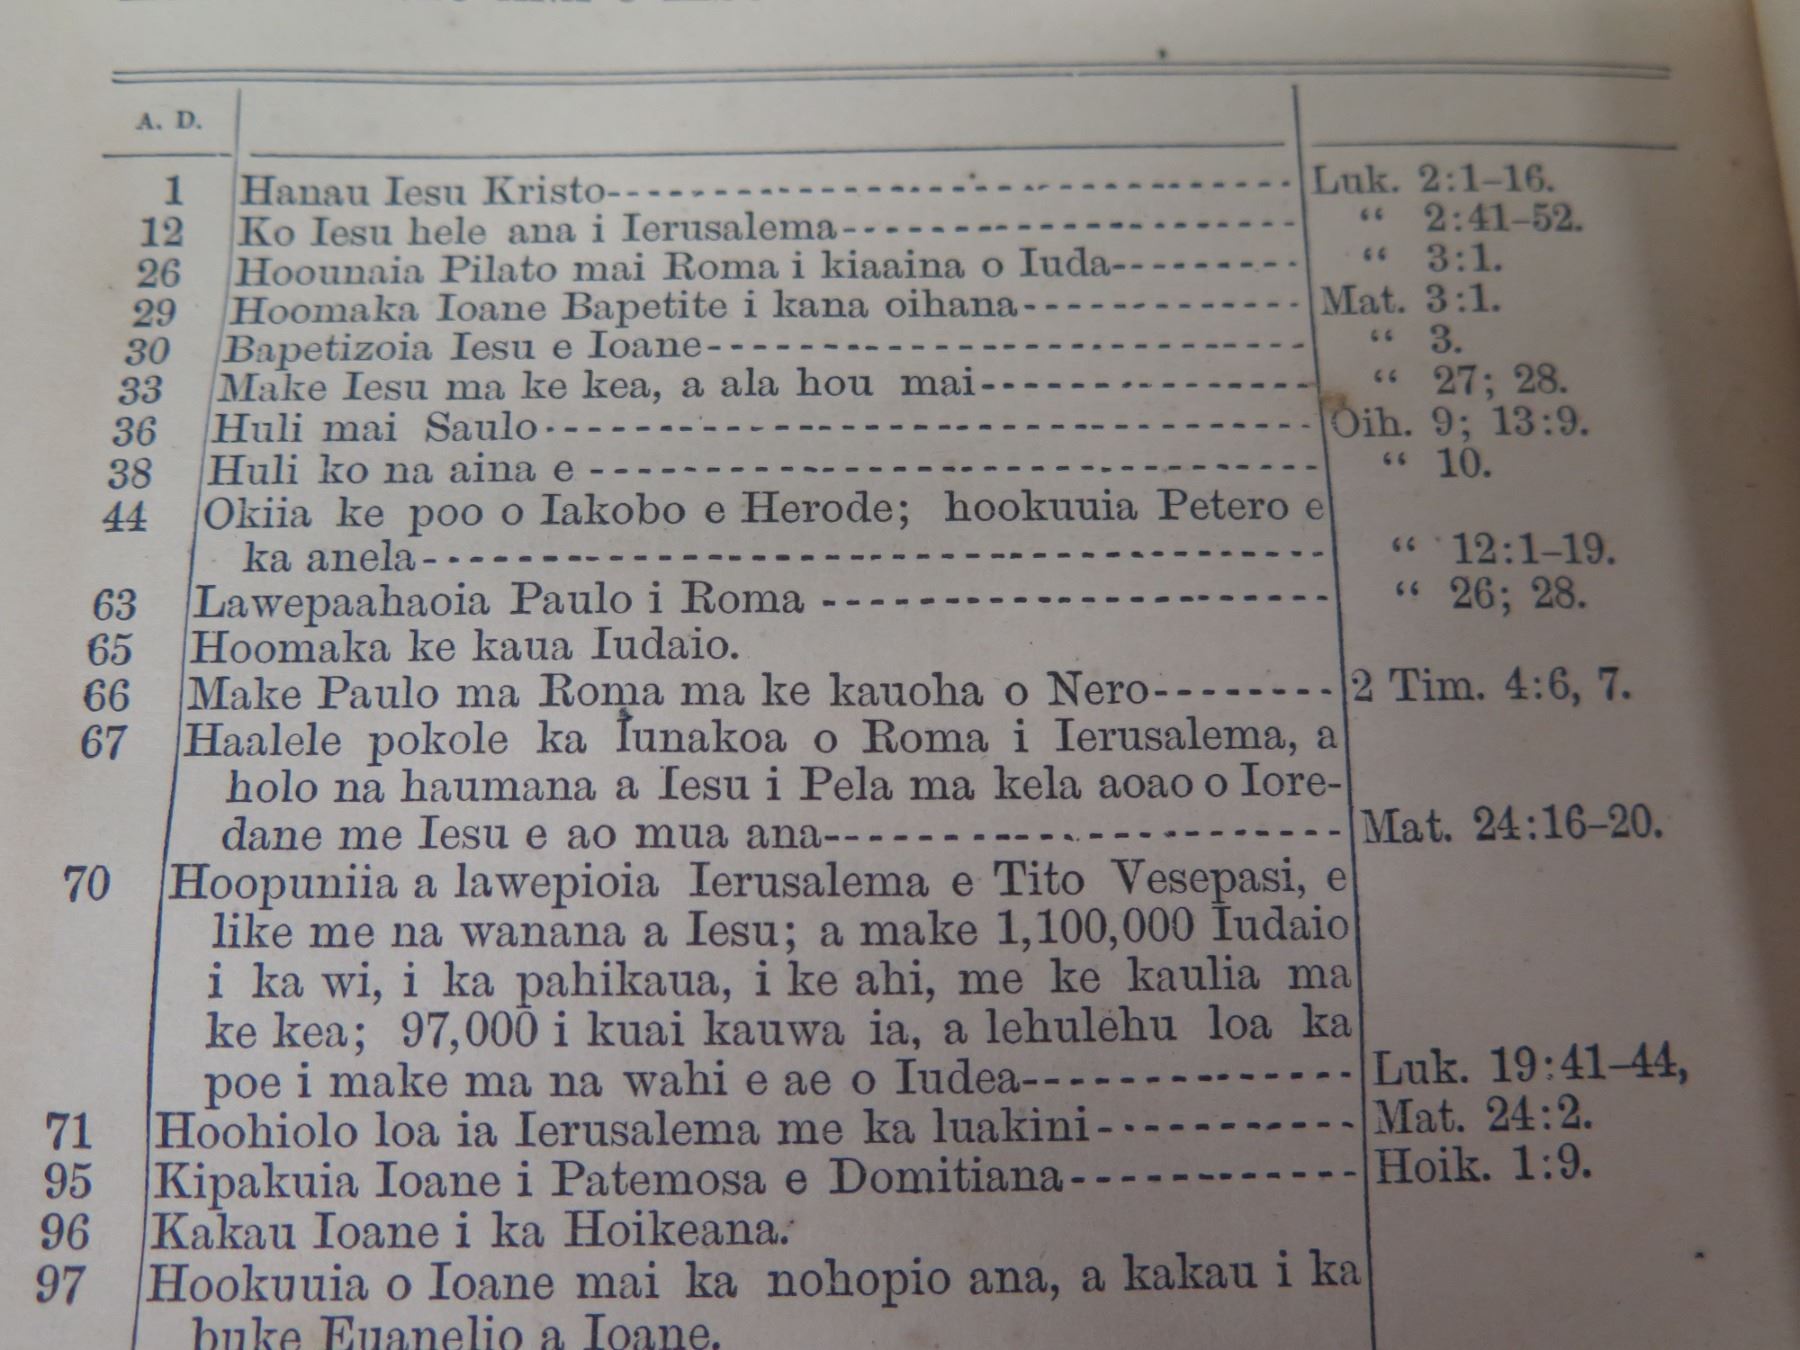 A. D.
1 Hanau Iesu Kristo Luk. 2:1–16.
12 Ko Iesu hele ana i Ierusalema “ 2:41–52.
26 Hoounaia Pilato mai Roma i kiaaina o Iuda “ 3:1.
29 Hoomaka Ioane Bapetite i kana oihana Mat. 3:1.
30 Bapetizoia Iesu e Ioane “ 3.
33 Make Iesu ma ke kea, a ala hou mai “ 27; 28.
36 Huli mai Saulo Oih. 9; 13:9.
38 Huli ko na aina e “ 10.
44 Okiia ke poo o Iakobo e Herode; hookuuia Petero e
ka anela “ 12:1–19.
63 Lawepaahaoia Paulo i Roma “ 26; 28.
65 Hoomaka ke kaua Iudaio.
66 Make Paulo ma Roma ma ke kauoha o Nero 2 Tim. 4:6, 7.
67 Haalele pokole ka Iunakoa o Roma i Ierusalema, a
holo na haumana a Iesu i Pela ma kela aoao o Iore-
dane me Iesu e ao mua ana Mat. 24:16–20.
70 Hoopuniia a lawepioia Ierusalema e Tito Vesepasi, e
like me na wanana a Iesu; a make 1,100,000 Iudaio
i ka wi, i ka pahikaua, i ke ahi, me ke kaulia ma
ke kea; 97,000 i kuai kauwa ia, a lehulehu loa ka
poe i make ma na wahi e ae o Iudea Luk. 19:41–44,
71 Hoohiolo loa ia Ierusalema me ka luakini Mat. 24:2.
95 Kipakuia Ioane i Patemosa e Domitiana Hoik. 1:9.
96 Kakau Ioane i ka Hoikeana.
97 Hookuuia o Ioane mai ka nohopio ana, a kakau i ka
buke Euanelio a Ioane.